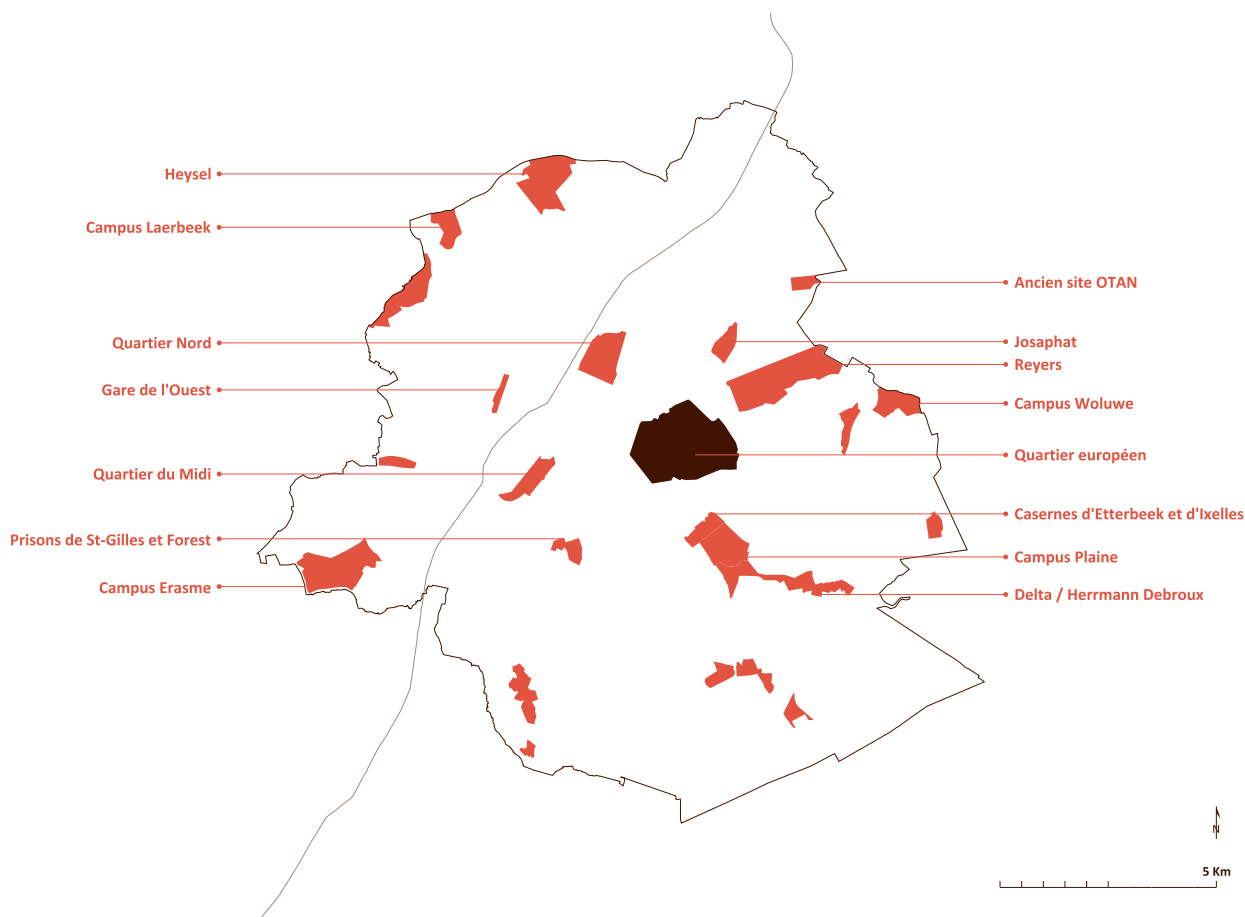 Heysel
Campus Laerbeek
Quartier Nord
Gare de l'Ouest
Quartier du Midi
Prisons de St-Gilles et Forest
Campus Erasme
Ancien site OTAN
Josaphat
Reyers
Campus Woluwe
Quartier européen
Casernes d'Etterbeek et d'Ixelles
Campus Plaine
Delta / Herrmann Debroux
N
5 Km